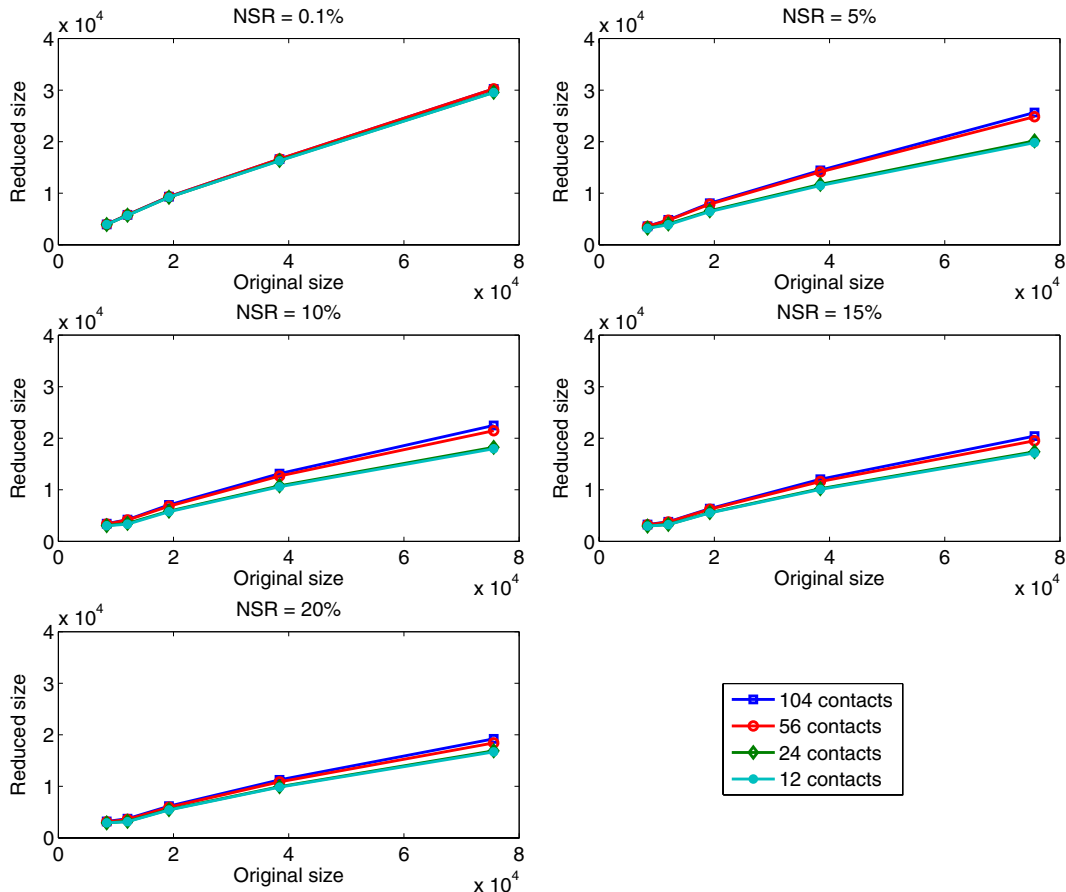 x 10^4
NSR = 0.1%
4
3
2
1
0
Reduced size
0 2 4 6 8
Original size
x 10^4
x 10^4
NSR = 5%
4
3
2
1
0
Reduced size
0 2 4 6 8
Original size
x 10^4
x 10^4
NSR = 10%
4
3
2
1
0
Reduced size
0 2 4 6 8
Original size
x 10^4
x 10^4
NSR = 15%
4
3
2
1
0
Reduced size
0 2 4 6 8
Original size
x 10^4
x 10^4
NSR = 20%
4
3
2
1
0
Reduced size
0 2 4 6 8
Original size
x 10^4
104 contacts
56 contacts
24 contacts
12 contacts